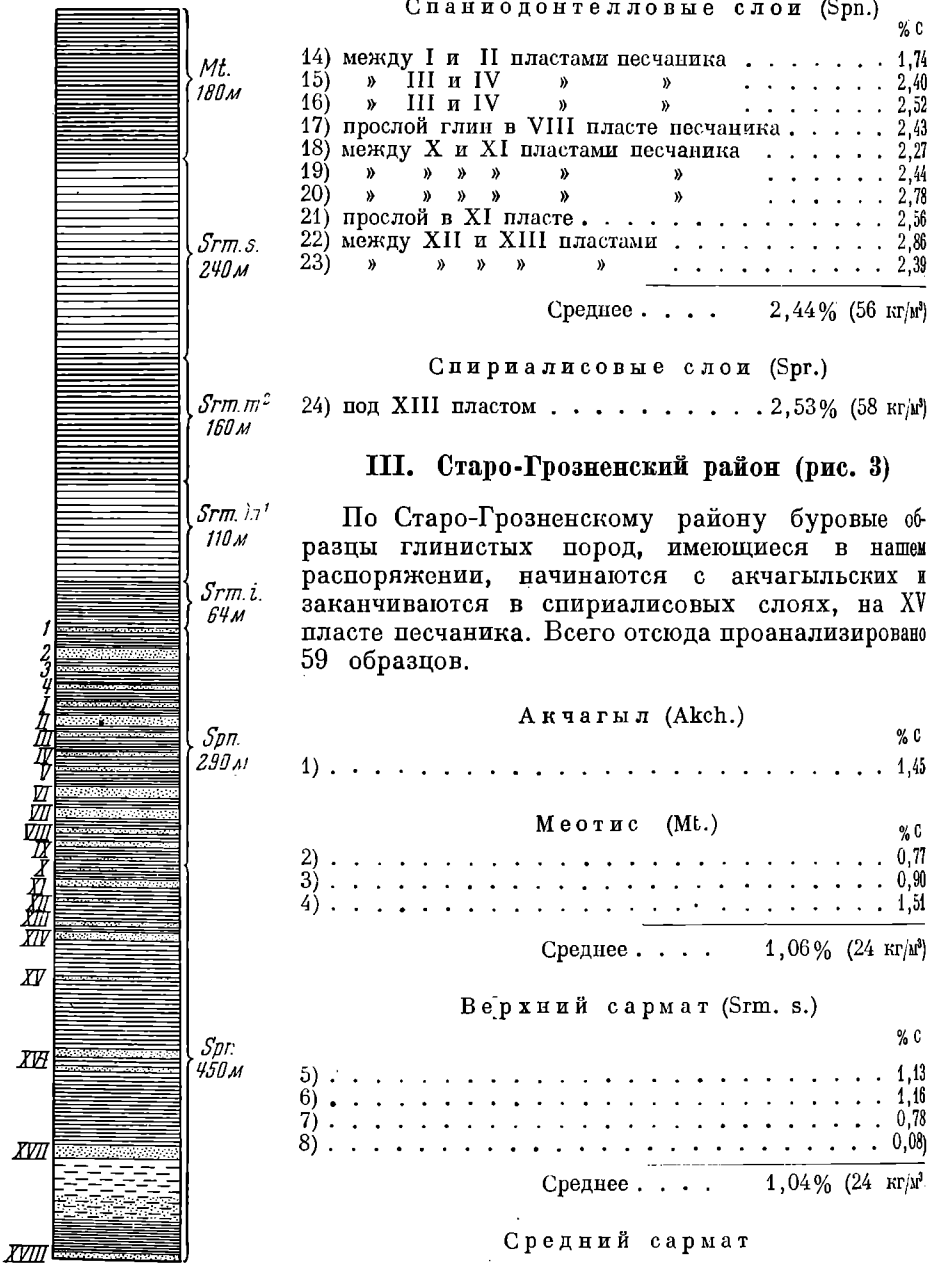 Mt.
180м
Srm. s.
240м
Srm. m²
160м
Srm. m¹
110м
Srm. i.
64м
1
2
3
4
I
II
III
IV
V
VI
VII
VIII
IX
X
XI
XII
XIII
XIV
XV
XVI
XVII
XVIII
Spn.
290м
Spr.
450м
Спаниодонтелловые слои (Spn.)
% C
14) между I и II пластами песчаника . . . . . . . 1,74
15) » III и IV » » . . . . . . . 2,40
16) » III и IV » » . . . . . . . 2,52
17) прослой глин в VIII пласте песчаника . . . . . 2,43
18) между X и XI пластами песчаника . . . . . . 2,27
19) » » » » » » . . . . . . 2,44
20) » » » » » » . . . . . . 2,78
21) прослой в XI пласте . . . . . . . . . . . . . 2,56
22) между XII и XIII пластами . . . . . . . . . 2,86
23) » » » » » . . . . . . . . . 2,39
Среднее . . . . 2,44% (56 кг/м³)
Спириалисовые слои (Spr.)
24) под XIII пластом . . . . . . . . . . . 2,53% (58 кг/м³)
III. Старо-Грозненский район (рис. 3)
По Старо-Грозненскому району буровые об-
разцы глинистых пород, имеющиеся в нашем
распоряжении, начинаются с акчагыльских и
заканчиваются в спириалисовых слоях, на XV
пласте песчаника. Всего отсюда проанализировано
59 образцов.
Акчагыл (Akch.)
% C
1) . . . . . . . . . . . . . . . . . . . . . . . . . . 1,45
Меотис (Mt.)
% C
2) . . . . . . . . . . . . . . . . . . . . . . . . . . 0,77
3) . . . . . . . . . . . . . . . . . . . . . . . . . . 0,90
4) . . . . . . . . . . . . . . . . . . . . . . . . . . 1,51
Среднее . . . . 1,06% (24 кг/м³)
Верхний сармат (Srm. s.)
% C
5) . . . . . . . . . . . . . . . . . . . . . . . . . . 1,13
6) . . . . . . . . . . . . . . . . . . . . . . . . . . 1,16
7) . . . . . . . . . . . . . . . . . . . . . . . . . . 0,78
8) . . . . . . . . . . . . . . . . . . . . . . . . . . 0,08)
Среднее . . . . 1,04% (24 кг/м³
Средний сармат